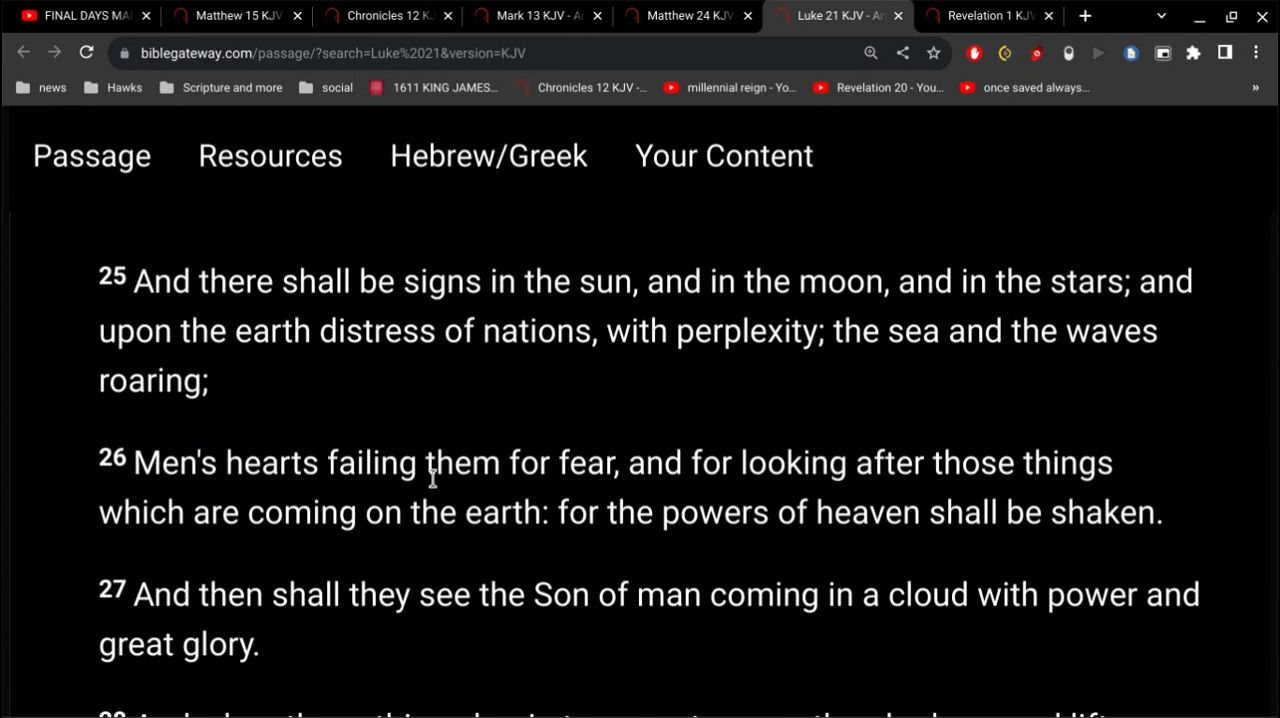 FINAL DAYS MA
Matthew 15 KJV
Chronicles 12 K
Mark 13 KJV - A
Matthew 24 KJV
Luke 21 KJV - A
Revelation 1 KJV
biblegateway.com/passage/?search=Luke%2021&version=KJV
news
Hawks
Scripture and more
social
1611 KING JAMES...
Chronicles 12 KJV -...
millennial reign - Yo...
Revelation 20 - You...
once saved always...
»
Passage Resources Hebrew/Greek Your Content
25 And there shall be signs in the sun, and in the moon, and in the stars; and
upon the earth distress of nations, with perplexity; the sea and the waves
roaring;
26 Men's hearts failing them for fear, and for looking after those things
which are coming on the earth: for the powers of heaven shall be shaken.
27 And then shall they see the Son of man coming in a cloud with power and
great glory.